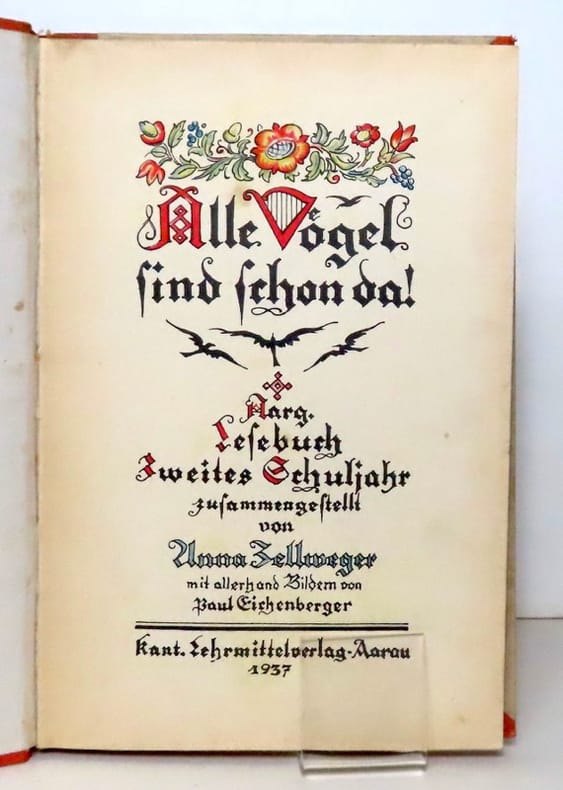 Alle Vogel
sind schon da!
Aarg.
Lesebuch
Zweites Schuljahr
zusammengestellt
von
Anna Zellweger
mit allerhand Bildern von
Paul Eichenberger
Kant. Lehrmittelverlag-Aarau
1937